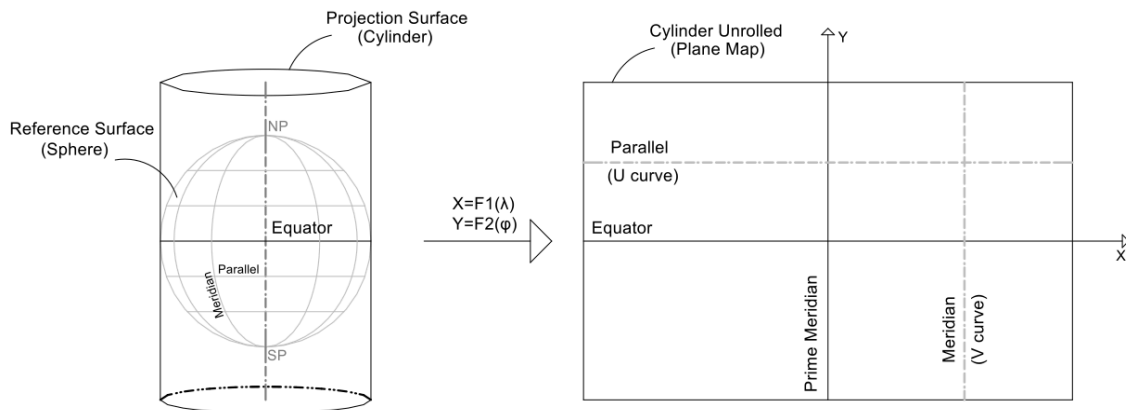 Projection Surface
(Cylinder)
Reference Surface
(Sphere)
NP
Equator
Parallel
Meridian
SP
X=F1(λ)
Y=F2(φ)
Cylinder Unrolled
(Plane Map)
Y
Parallel
(U curve)
Equator
X
Prime Meridian
Meridian
(V curve)